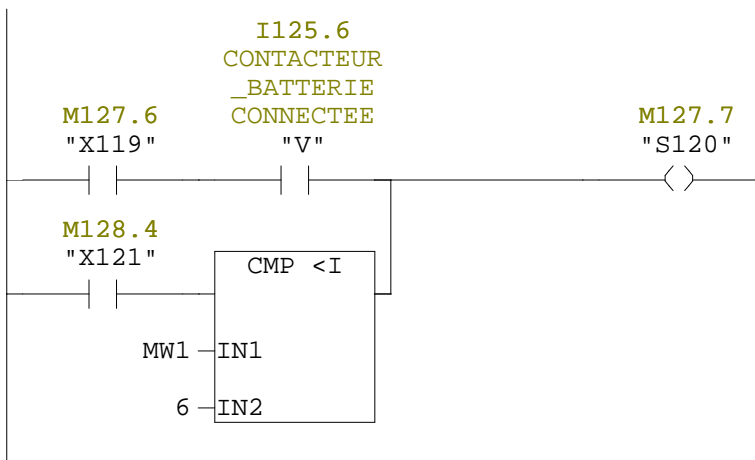 I125.6
CONTACTEUR
_BATTERIE
M127.6 CONNECTEE M127.7
"X119" "V" "S120"
M128.4
"X121" CMP <I
MW1 IN1
6 IN2